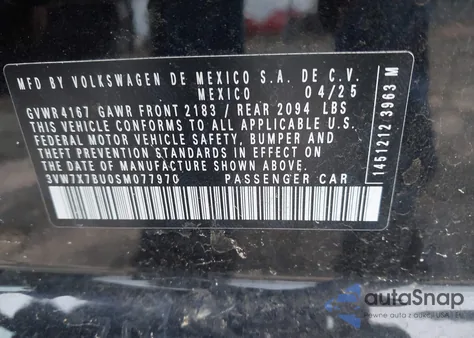 MFD BY VOLKSWAGEN DE MEXICO S.A. DE C.V.
MEXICO 04/25
GVWR 4167 GAWR FRONT 2183 / REAR 2094 LBS
THIS VEHICLE CONFORMS TO ALL APPLICABLE U.S.
FEDERAL MOTOR VEHICLE SAFETY, BUMPER AND
THEFT PREVENTION STANDARDS IN EFFECT ON
THE DATE OF MANUFACTURE SHOWN ABOVE.
3VW7X7BU0SM077970 PASSENGER CAR
1451212 3963 M
autoSnap